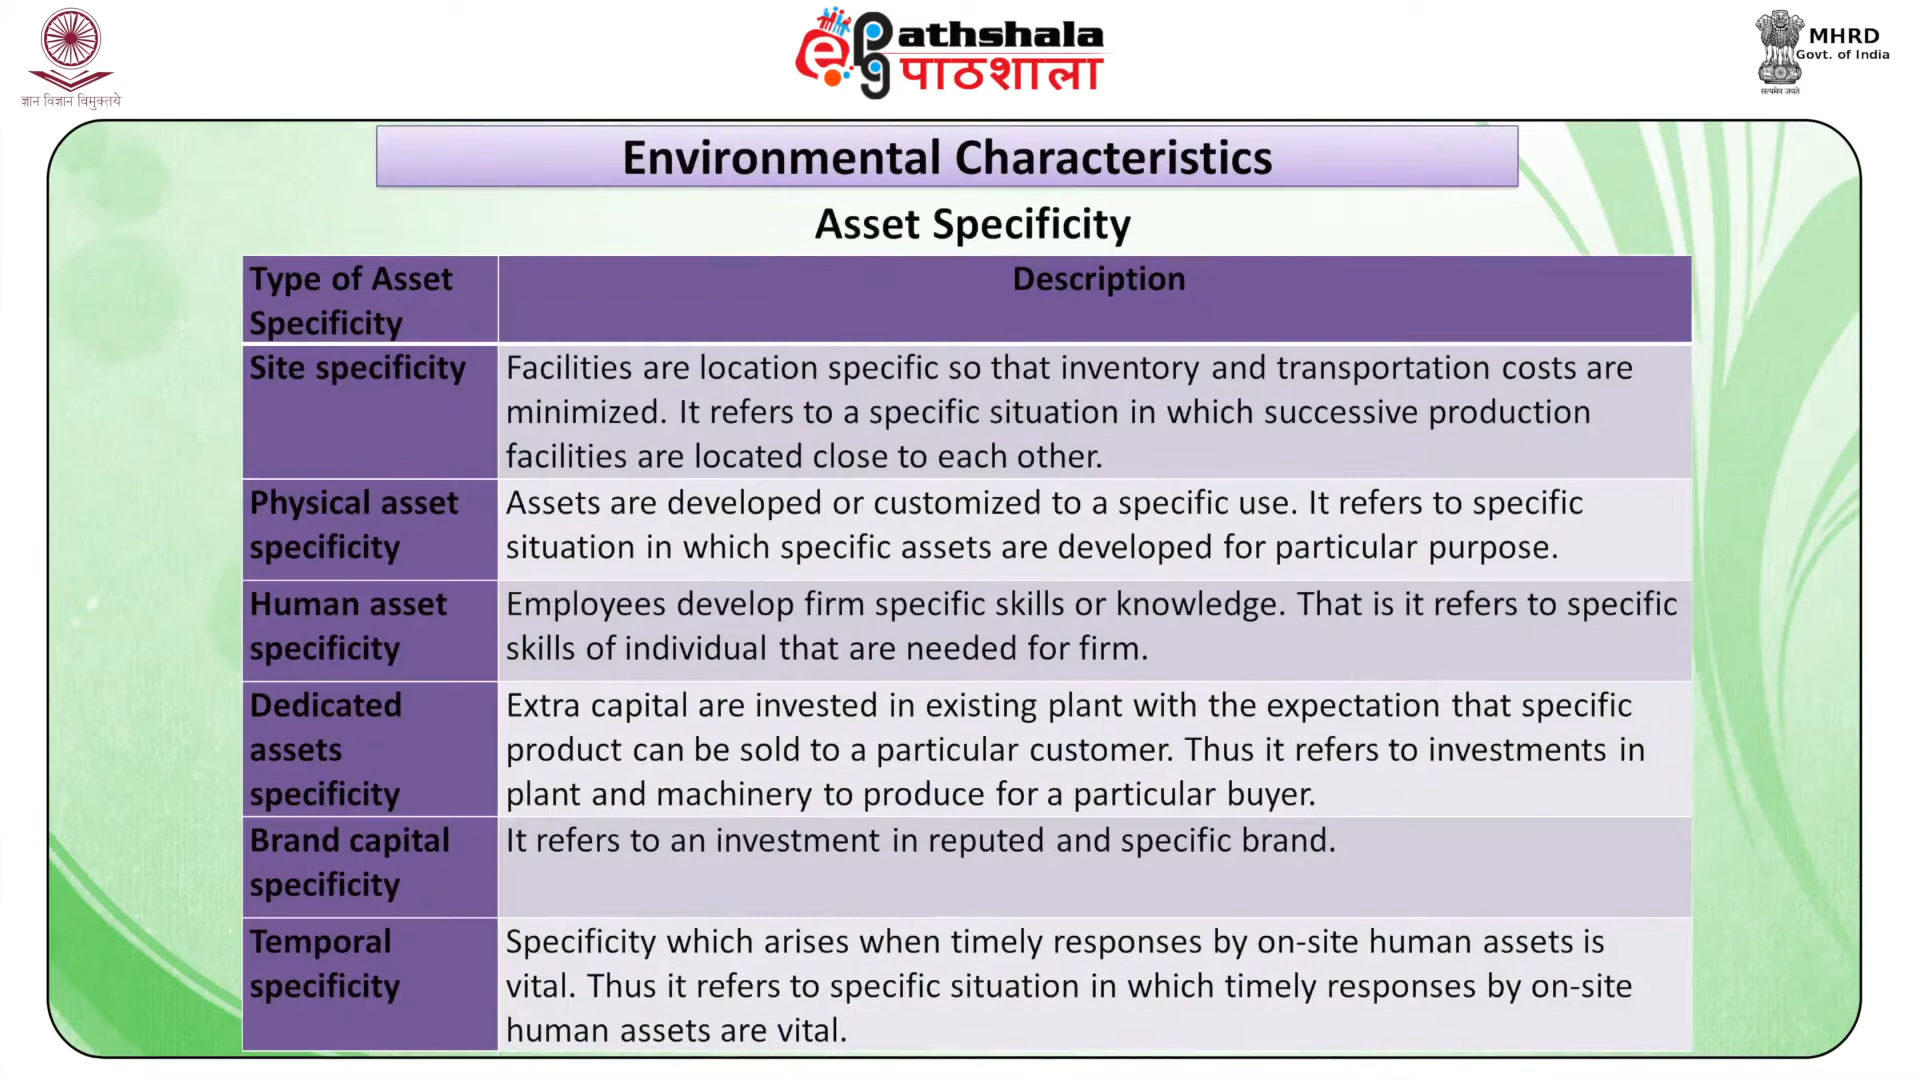 ज्ञान विज्ञान विमुक्तये
ePG Pathshala
पाठशाला
MHRD
Govt. of India
सत्यमेव जयते
Environmental Characteristics
Asset Specificity
Type of Asset
Specificity
Description
Site specificity
Facilities are location specific so that inventory and transportation costs are
minimized. It refers to a specific situation in which successive production
facilities are located close to each other.
Physical asset
specificity
Assets are developed or customized to a specific use. It refers to specific
situation in which specific assets are developed for particular purpose.
Human asset
specificity
Employees develop firm specific skills or knowledge. That is it refers to specific
skills of individual that are needed for firm.
Dedicated
assets
specificity
Extra capital are invested in existing plant with the expectation that specific
product can be sold to a particular customer. Thus it refers to investments in
plant and machinery to produce for a particular buyer.
Brand capital
specificity
It refers to an investment in reputed and specific brand.
Temporal
specificity
Specificity which arises when timely responses by on-site human assets is
vital. Thus it refers to specific situation in which timely responses by on-site
human assets are vital.